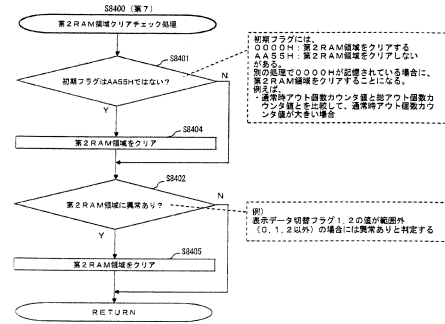 S8400 (第7)
第2RAM領域クリアチェック処理
S8401
初期フラグはAA55Hではない?
N
Y
S8404
第2RAM領域をクリア
S8402
第2RAM領域に異常あり?
N
Y
S8405
第2RAM領域をクリア
RETURN
初期フラグには、
0000H:第2RAM領域をクリアする
AA55H:第2RAM領域をクリアしない
がある。
別の処理で0000Hが記憶されている場合に、
第2RAM領域をクリアすることになる。
例えば、
・通常時アウト個数カウンタ値と総アウト個数カ
ウンタ値とを比較して、通常時アウト個数カ
ウンタ値が大きい場合
例)
表示データ切替フラグ1,2の値が範囲外
(0,1,2以外)の場合には異常ありと判定する